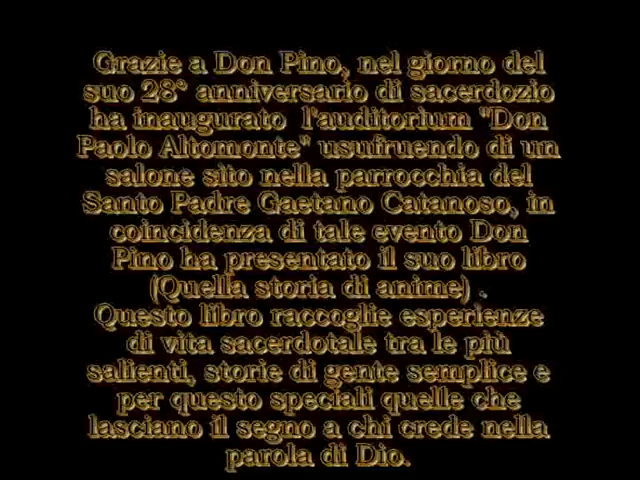 Grazie a Don Pino, nel giorno del
suo 28° anniversario di sacerdozio
ha inaugurato l'auditorium "Don
Paolo Altomonte" usufruendo di un
salone sito nella parrocchia del
Santo Padre Gaetano Catanoso, in
coincidenza di tale evento Don
Pino ha presentato il suo libro
(Quella storia di anime) .
Questo libro raccoglie esperienze
di vita sacerdotale tra le più
salienti, storie di gente semplice e
per questo speciali quelle che
lasciano il segno a chi crede nella
parola di Dio.